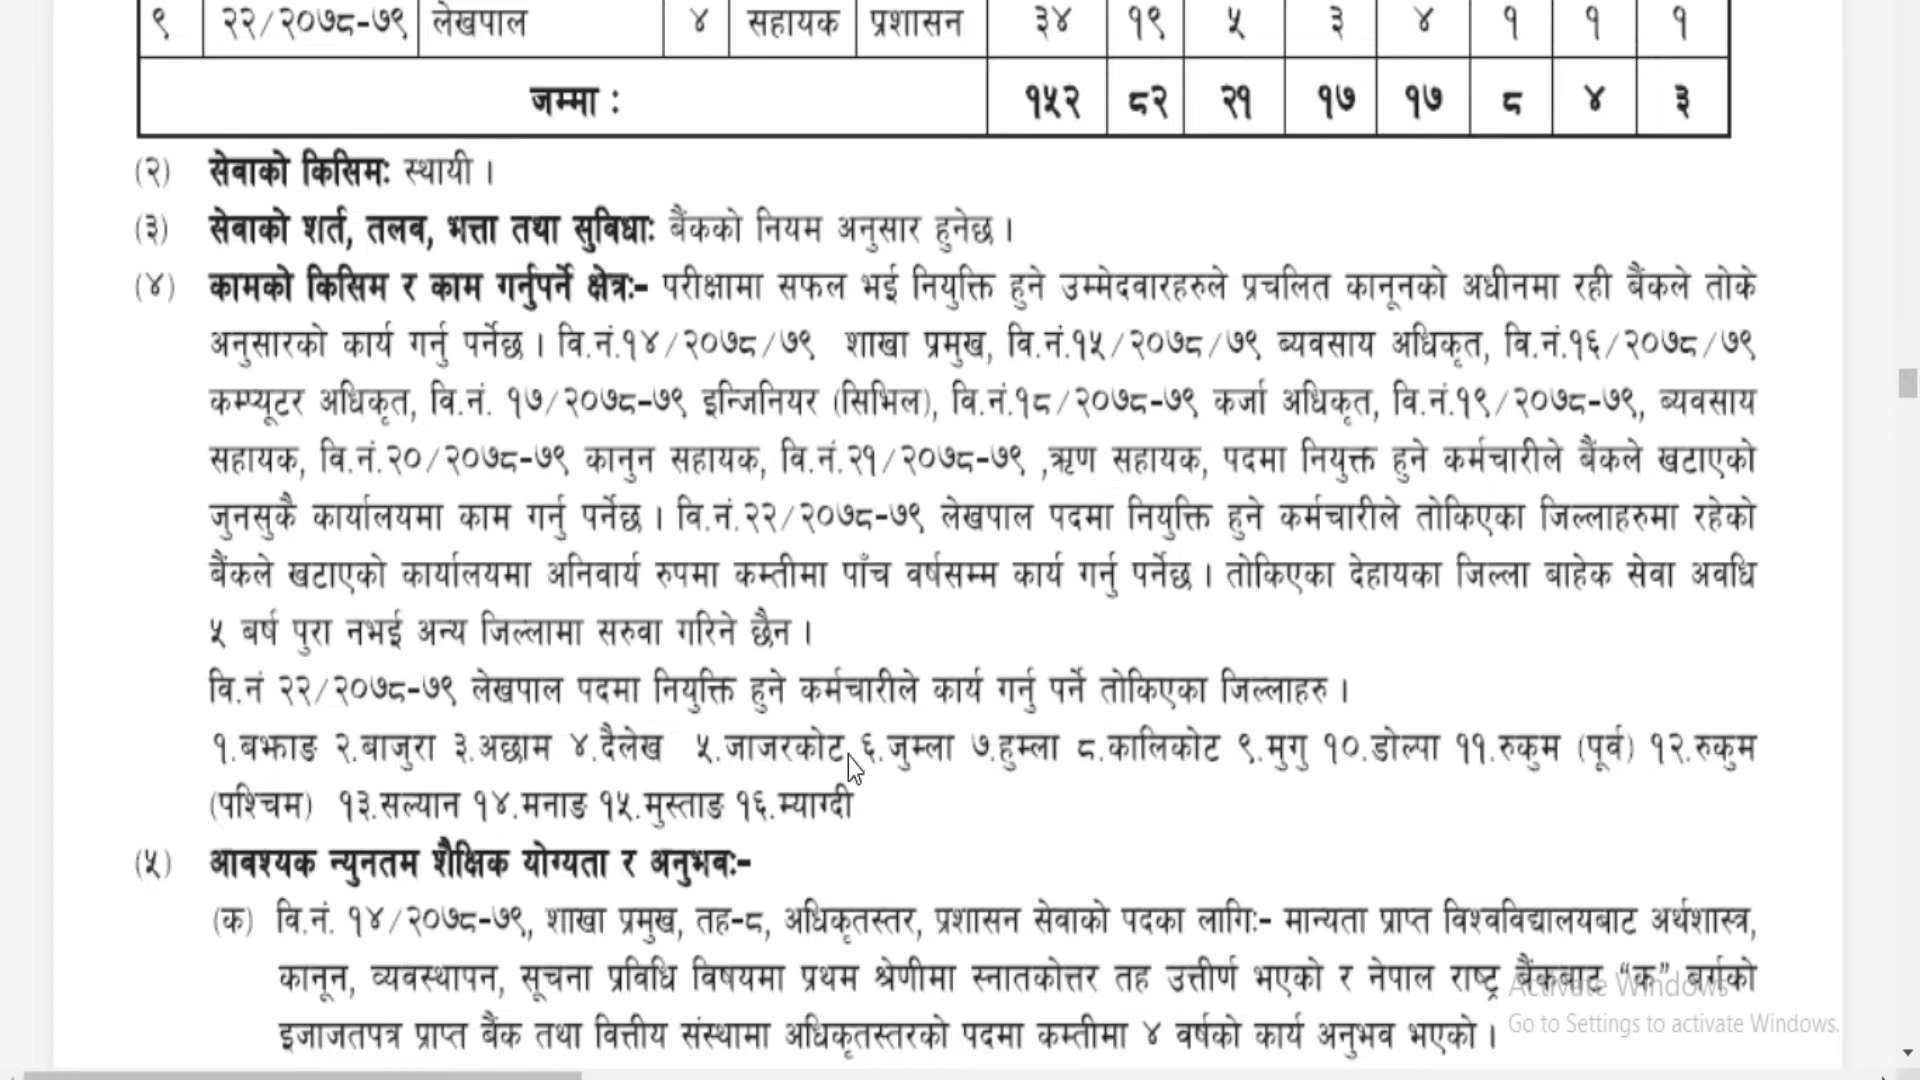 ९ २२/२०७८-७९ लेखपाल ४ सहायक प्रशासन ३४ १९ ५ ३ ४ १ १ १
जम्मा : १५२ ८२ २१ १७ १७ ८ ४ ३
(२) सेवाको किसिमः स्थायी ।
(३) सेवाको शर्त, तलब, भत्ता तथा सुविधाः बैंकको नियम अनुसार हुनेछ ।
(४) कामको किसिम र काम गर्नुपर्ने क्षेत्रः- परीक्षामा सफल भई नियुक्ति हुने उम्मेदवारहरुले प्रचलित कानूनको अधीनमा रही बैंकले तोके
अनुसारको कार्य गर्नु पर्नेछ । वि.नं.१४/२०७८/७९ शाखा प्रमुख, वि.नं.१५/२०७८/७९ ब्यवसाय अधिकृत, वि.नं.१६/२०७८/७९
कम्प्यूटर अधिकृत, वि.नं. १७/२०७८-७९ इन्जिनियर (सिभिल), वि.नं.१८/२०७८-७९ कर्जा अधिकृत, वि.नं.१९/२०७८-७९, ब्यवसाय
सहायक, वि.नं.२०/२०७८-७९ कानुन सहायक, वि.नं.२१/२०७८-७९ ,ऋण सहायक, पदमा नियुक्त हुने कर्मचारीले बैंकले खटाएको
जुनसुकै कार्यालयमा काम गर्नु पर्नेछ । वि.नं.२२/२०७८-७९ लेखपाल पदमा नियुक्ति हुने कर्मचारीले तोकिएका जिल्लाहरुमा रहेको
बैंकले खटाएको कार्यालयमा अनिवार्य रुपमा कम्तीमा पाँच वर्षसम्म कार्य गर्नु पर्नेछ । तोकिएका देहायका जिल्ला बाहेक सेवा अवधि
५ बर्ष पुरा नभई अन्य जिल्लामा सरुवा गरिने छैन ।
वि.नं २२/२०७८-७९ लेखपाल पदमा नियुक्ति हुने कर्मचारीले कार्य गर्नु पर्ने तोकिएका जिल्लाहरु ।
१.बझाङ २.बाजुरा ३.अछाम ४.दैलेख ५.जाजरकोट ६.जुम्ला ७.हुम्ला ८.कालिकोट ९.मुगु १०.डोल्पा ११.रुकुम (पूर्व) १२.रुकुम
(पश्चिम) १३.सल्यान १४.मनाङ १५.मुस्ताङ १६.म्याग्दी
(५) आवश्यक न्युनतम शैक्षिक योग्यता र अनुभवः-
(क) वि.नं. १४/२०७८-७९, शाखा प्रमुख, तह-८, अधिकृतस्तर, प्रशासन सेवाको पदका लागिः- मान्यता प्राप्त विश्वविद्यालयबाट अर्थशास्त्र,
कानून, व्यवस्थापन, सूचना प्रविधि विषयमा प्रथम श्रेणीमा स्नातकोत्तर तह उत्तीर्ण भएको र नेपाल राष्ट्र बैंकबाट “क” बर्गको
इजाजतपत्र प्राप्त बैंक तथा वित्तीय संस्थामा अधिकृतस्तरको पदमा कम्तीमा ४ वर्षको कार्य अनुभव भएको ।
Activate Windows
Go to Settings to activate Windows.